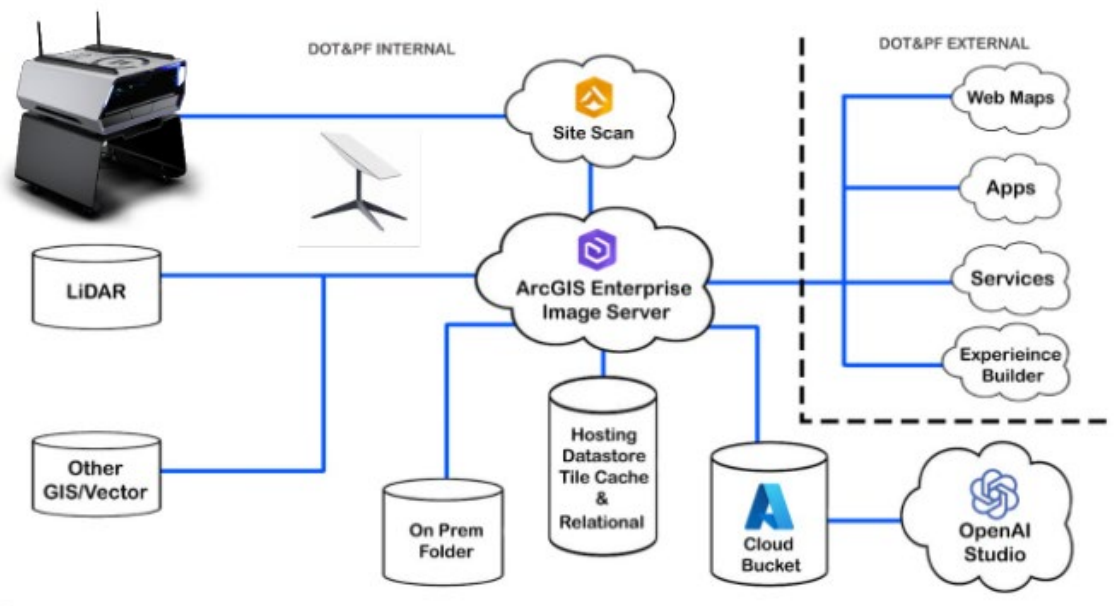 DOT&PF INTERNAL
DOT&PF EXTERNAL
Site Scan
Web Maps
Apps
LiDAR
ArcGIS Enterprise
Image Server
Services
Experieince
Builder
Other
GIS/Vector
On Prem
Folder
Hosting
Datastore
Tile Cache
&
Relational
Cloud
Bucket
OpenAI
Studio